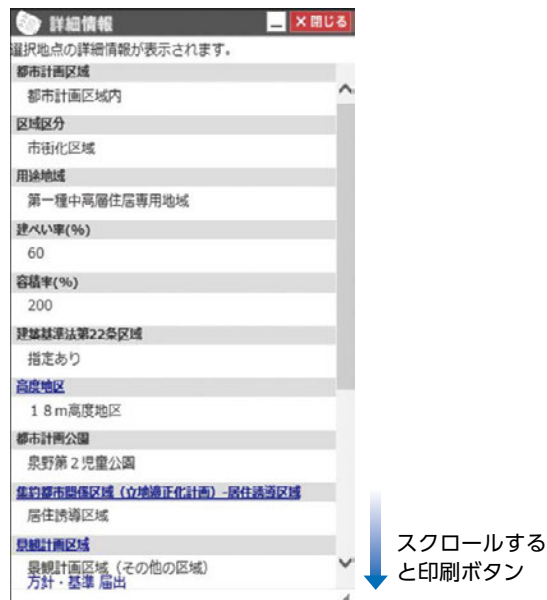 詳細情報
×閉じる
選択地点の詳細情報が表示されます。
都市計画区域
都市計画区域内
区域区分
市街化区域
用途地域
第一種中高層住居専用地域
建ぺい率(%)
60
容積率(%)
200
建築基準法第22条区域
指定あり
高度地区
18m高度地区
都市計画公園
泉野第2児童公園
集約都市関係区域(立地適正化計画)-居住誘導区域
居住誘導区域
景観計画区域
景観計画区域(その他の区域)
方針・基準 届出
スクロールする
と印刷ボタン